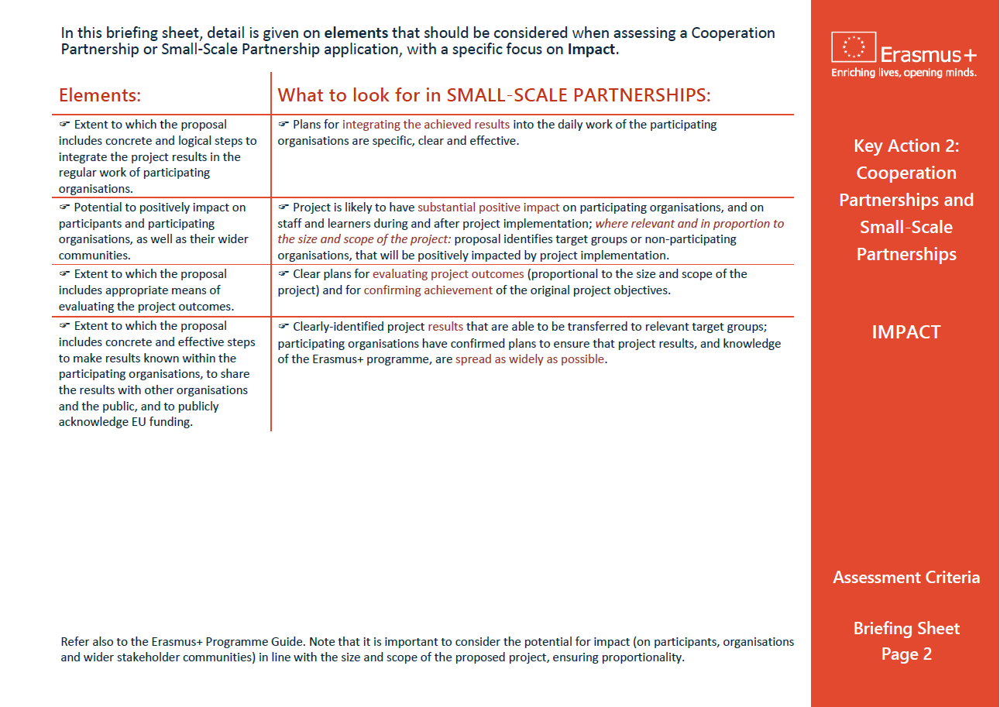 In this briefing sheet, detail is given on elements that should be considered when assessing a Cooperation
Partnership or Small-Scale Partnership application, with a specific focus on Impact.
Elements:
What to look for in SMALL-SCALE PARTNERSHIPS:
☞ Extent to which the proposal
includes concrete and logical steps to
integrate the project results in the
regular work of participating
organisations.
☞ Plans for integrating the achieved results into the daily work of the participating
organisations are specific, clear and effective.
☞ Potential to positively impact on
participants and participating
organisations, as well as their wider
communities.
☞ Project is likely to have substantial positive impact on participating organisations, and on
staff and learners during and after project implementation; where relevant and in proportion to
the size and scope of the project: proposal identifies target groups or non-participating
organisations, that will be positively impacted by project implementation.
☞ Extent to which the proposal
includes appropriate means of
evaluating the project outcomes.
☞ Clear plans for evaluating project outcomes (proportional to the size and scope of the
project) and for confirming achievement of the original project objectives.
☞ Extent to which the proposal
includes concrete and effective steps
to make results known within the
participating organisations, to share
the results with other organisations
and the public, and to publicly
acknowledge EU funding.
☞ Clearly-identified project results that are able to be transferred to relevant target groups;
participating organisations have confirmed plans to ensure that project results, and knowledge
of the Erasmus+ programme, are spread as widely as possible.
Refer also to the Erasmus+ Programme Guide. Note that it is important to consider the potential for impact (on participants, organisations
and wider stakeholder communities) in line with the size and scope of the proposed project, ensuring proportionality.
Erasmus+
Enriching lives, opening minds.
Key Action 2:
Cooperation
Partnerships and
Small-Scale
Partnerships
IMPACT
Assessment Criteria
Briefing Sheet
Page 2